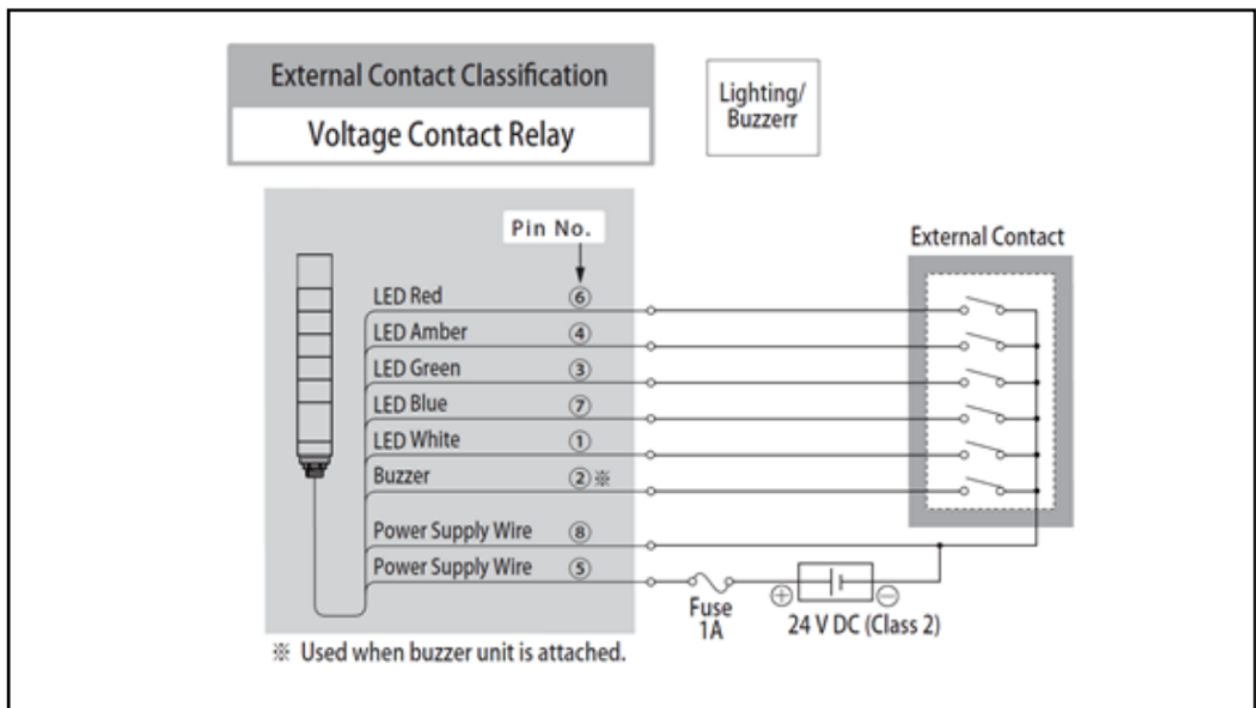 External Contact Classification
Voltage Contact Relay
Lighting/
Buzzerr
Pin No.
External Contact
LED Red ⑥
LED Amber ④
LED Green ③
LED Blue ⑦
LED White ①
Buzzer ②※
Power Supply Wire ⑧
Power Supply Wire ⑤
Fuse
1A
⊕ ⊖
24 V DC (Class 2)
※ Used when buzzer unit is attached.